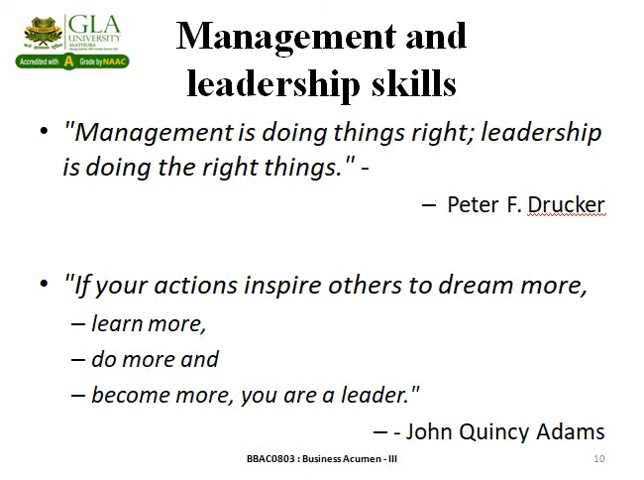 GLA
UNIVERSITY
MATHURA
Accredited with A Grade by NAAC
Management and
leadership skills
• "Management is doing things right; leadership
is doing the right things." -
– Peter F. Drucker
• "If your actions inspire others to dream more,
– learn more,
– do more and
– become more, you are a leader."
– - John Quincy Adams
BBAC0803 : Business Acumen - III
10